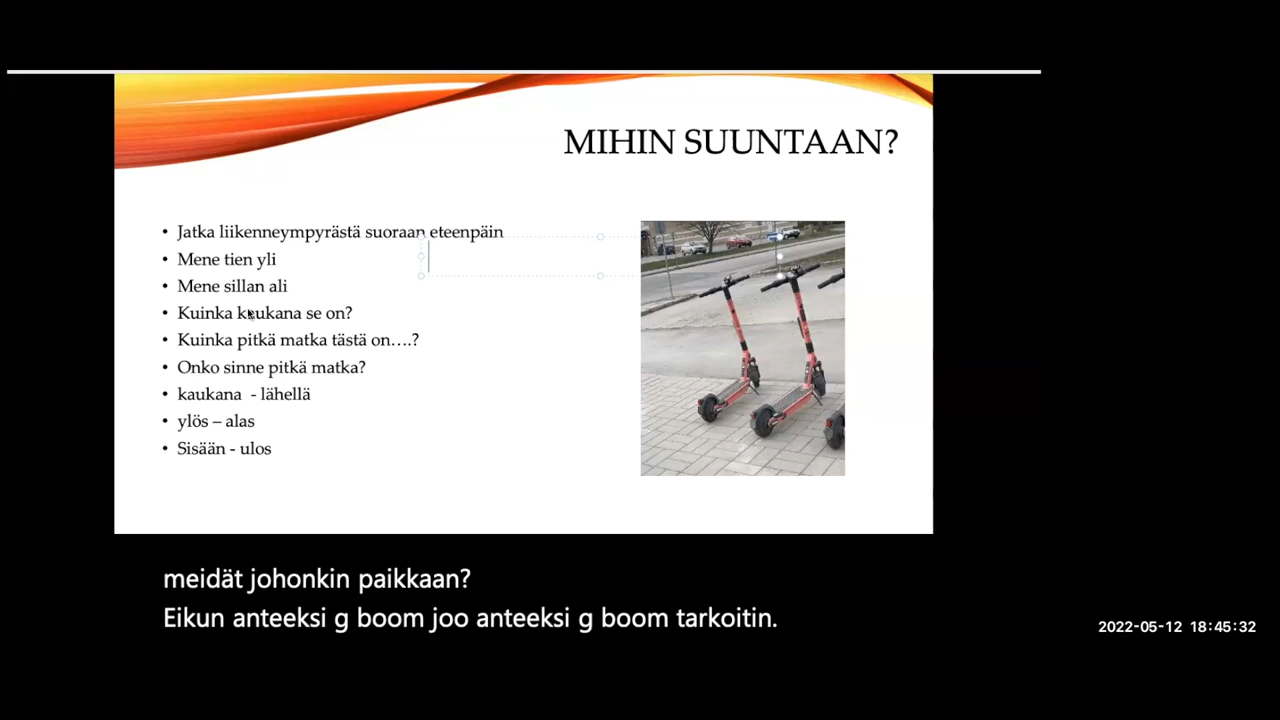 MIHIN SUUNTAAN?
• Jatka liikenneympyrästä suoraan eteenpäin
• Mene tien yli
• Mene sillan ali
• Kuinka kaukana se on?
• Kuinka pitkä matka tästä on….?
• Onko sinne pitkä matka?
• kaukana - lähellä
• ylös – alas
• Sisään - ulos
meidät johonkin paikkaan?
Eikun anteeksi g boom joo anteeksi g boom tarkoitin.
2022-05-12 18:45:32